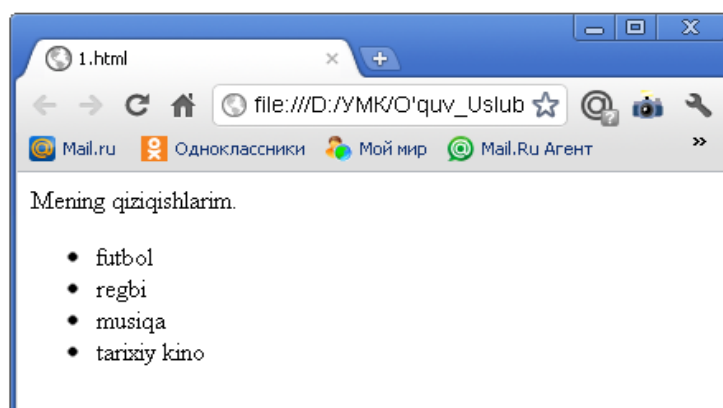 1.html
file:///D:/УМК/O'quv_Uslub
Mail.ru Одноклассники Мой мир Mail.Ru Агент »
Mening qiziqishlarim.
futbol
regbi
musiqa
tarixiy kino